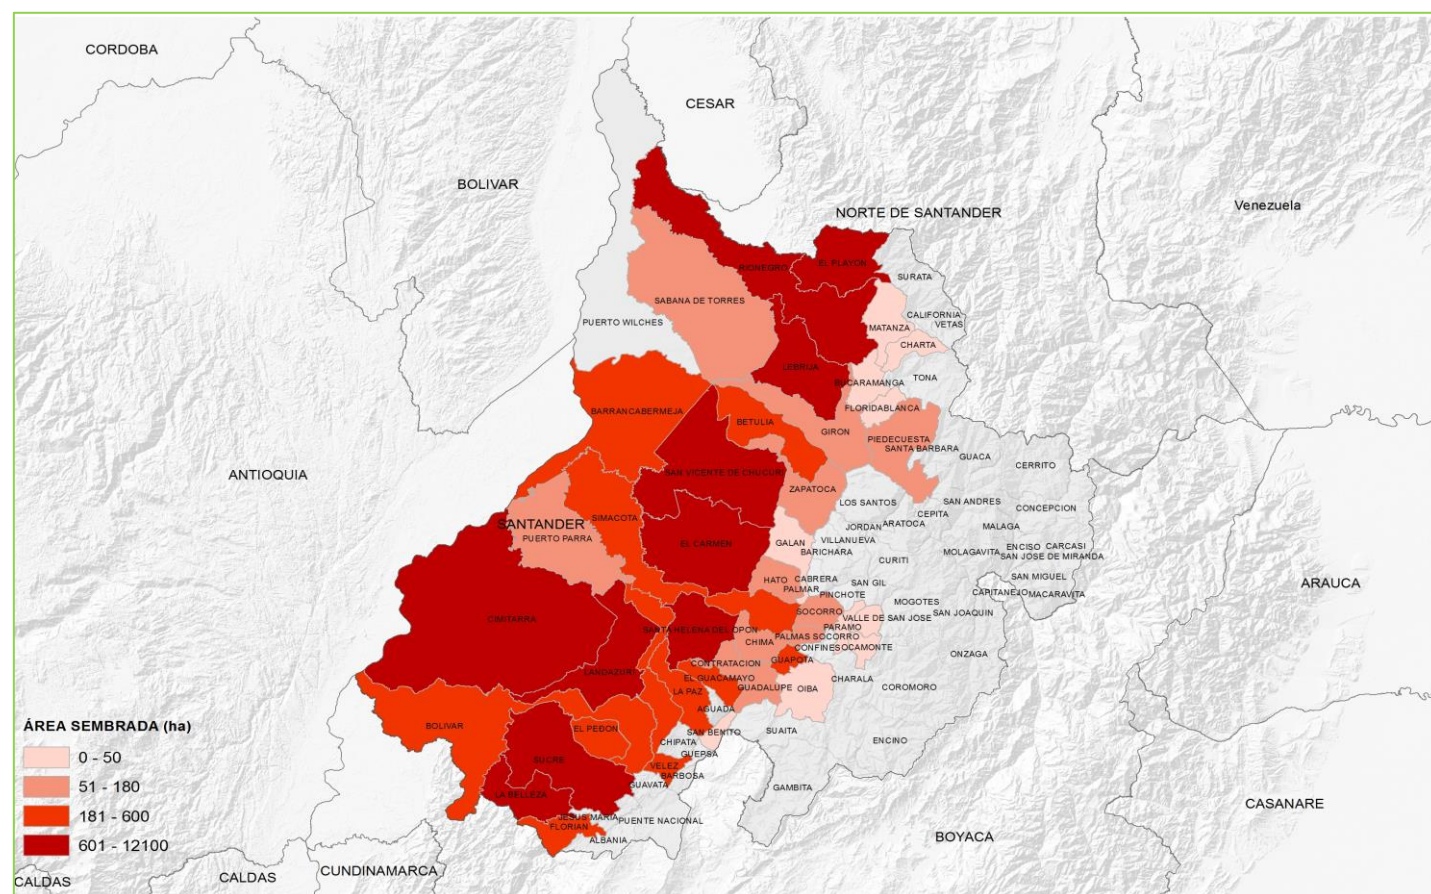 CORDOBA
CESAR
BOLIVAR
NORTE DE SANTANDER
Venezuela
RIONEGRO
EL PLAYON
SURATA
SABANA DE TORRES
PUERTO WILCHES
CALIFORNIA
VETAS
MATANZA
CHARTA
LEBRIJA
TONA
BUCARAMANGA
BARRANCABERMEJA
FLORIDABLANCA
BETULIA
GIRON
PIEDECUESTA
SANTA BARBARA
GUACA
CERRITO
ANTIOQUIA
SAN VICENTE DE CHUCURI
ZAPATOCA
LOS SANTOS
SAN ANDRES
CONCEPCION
CEPITA
SIMACOTA
SANTANDER
PUERTO PARRA
JORDAN
ARATOCA
MALAGA
EL CARMEN
GALAN
VILLANUEVA
BARICHARA
CURITI
MOLAGAVITA
ENCISO
CARCASI
SAN JOSE DE MIRANDA
HATO
CABRERA
SAN GIL
PALMAR
PINCHOTE
SAN MIGUEL
CAPITANEJO
MACARAVITA
ARAUCA
MOGOTES
SAN JOAQUIN
SOCORRO
VALLE DE SAN JOSE
CIMITARRA
SANTA HELENA DEL OPON
PARAMO
PALMAS SOCORRO
CHIMA
CONFINES
OCAMONTE
ONZAGA
CONTRATACION
GUAPOTA
LANDAZURI
EL GUACAMAYO
CHARALA
COROMORO
LA PAZ
GUADALUPE
OIBA
AGUADA
ÁREA SEMBRADA (ha)
BOLIVAR
EL PEÑON
SAN BENITO
SUAITA
CHIPATA
GUEPSA
ENCINO
0 - 50
SUCRE
VELEZ
BARBOSA
GUAVATA
GAMBITA
51 - 180
LA BELLEZA
CASANARE
181 - 600
JESUS MARIA
PUENTE NACIONAL
FLORIAN
ALBANIA
BOYACA
601 - 12100
CUNDINAMARCA
CALDAS
CALDAS